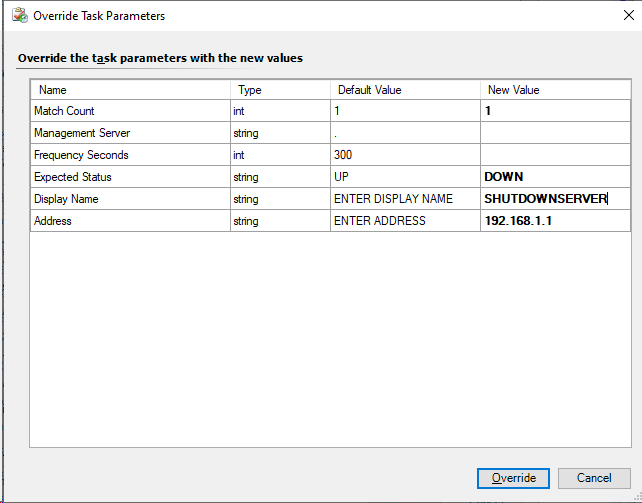 Override Task Parameters
Override the task parameters with the new values
Name Type Default Value New Value
Match Count int 1 1
Management Server string .
Frequency Seconds int 300
Expected Status string UP DOWN
Display Name string ENTER DISPLAY NAME SHUTDOWNSERVER
Address string ENTER ADDRESS 192.168.1.1
Override Cancel